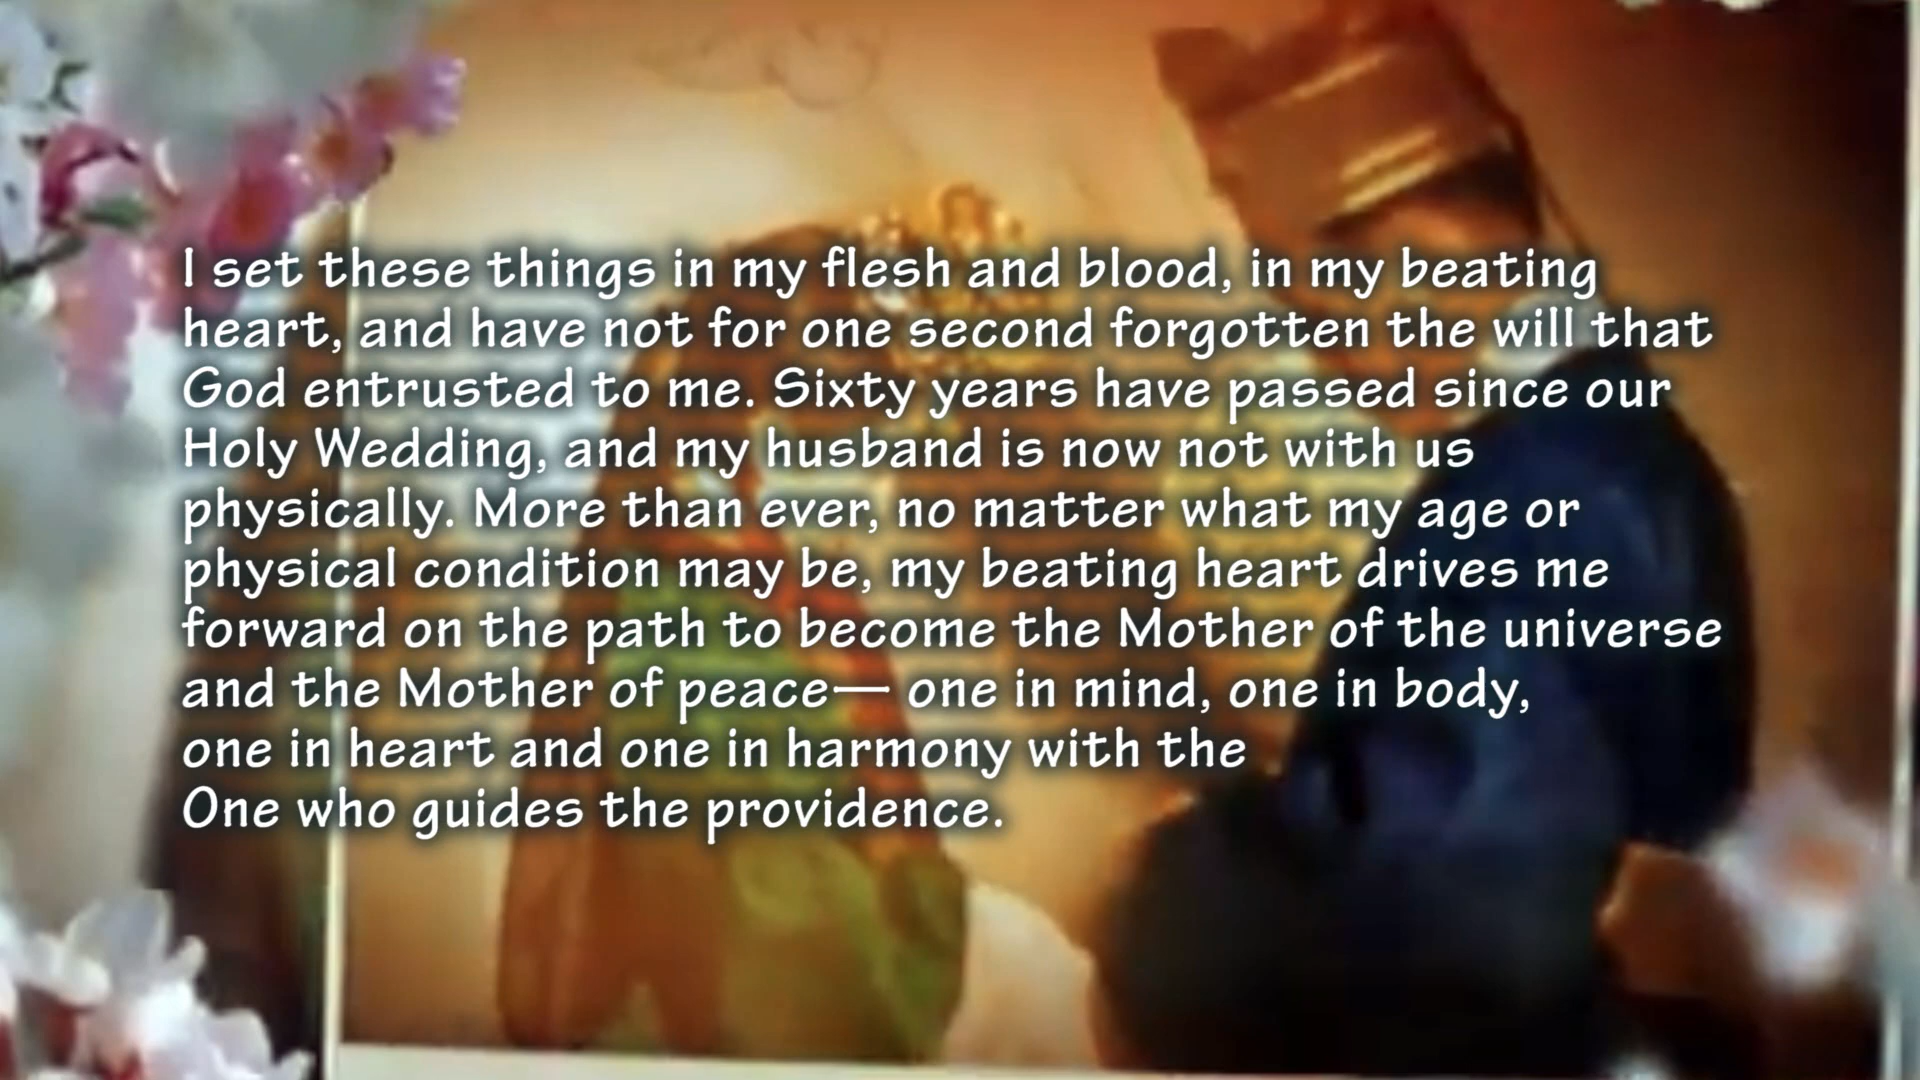 I set these things in my flesh and blood, in my beating
heart, and have not for one second forgotten the will that
God entrusted to me. Sixty years have passed since our
Holy Wedding, and my husband is now not with us
physically. More than ever, no matter what my age or
physical condition may be, my beating heart drives me
forward on the path to become the Mother of the universe
and the Mother of peace— one in mind, one in body,
one in heart and one in harmony with the
One who guides the providence.